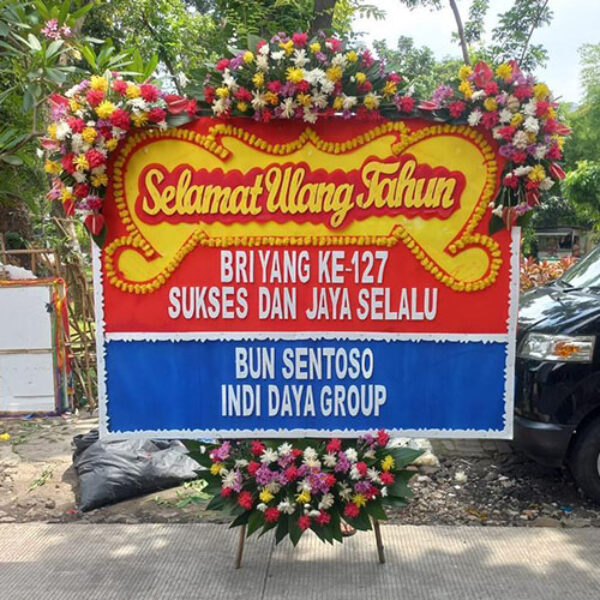 Selamat Ulang Tahun
BRI YANG KE-127
SUKSES DAN JAYA SELALU
BUN SENTOSO
INDI DAYA GROUP